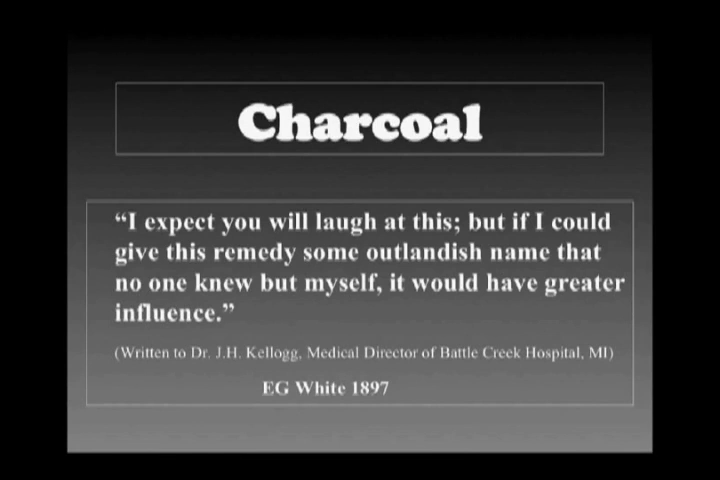 Charcoal
“I expect you will laugh at this; but if I could
give this remedy some outlandish name that
no one knew but myself, it would have greater
influence.”
(Written to Dr. J.H. Kellogg, Medical Director of Battle Creek Hospital, MI)
EG White 1897